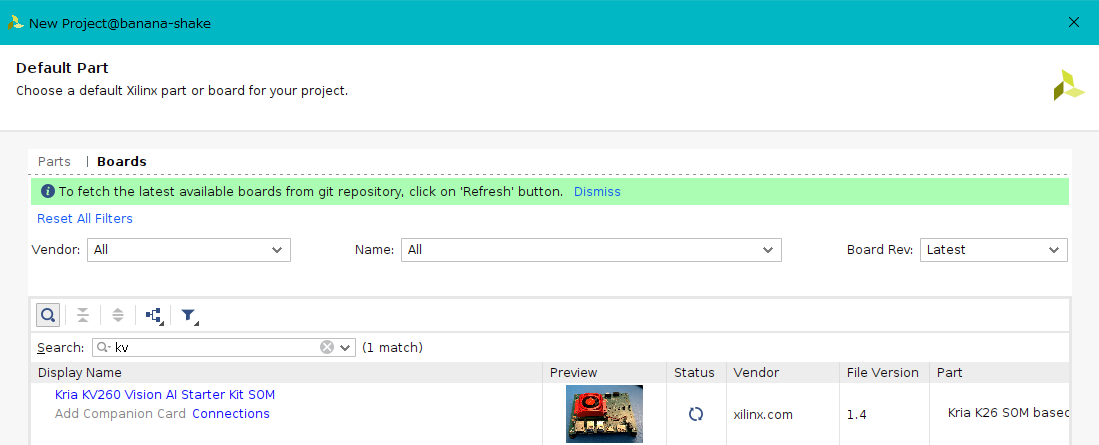 New Project@banana-shake
Default Part
Choose a default Xilinx part or board for your project.
Parts | Boards
To fetch the latest available boards from git repository, click on 'Refresh' button. Dismiss
Reset All Filters
Vendor: All Name: All Board Rev: Latest
Search: kv (1 match)
Display Name Preview Status Vendor File Version Part
Kria KV260 Vision AI Starter Kit SOM
Add Companion Card Connections
xilinx.com 1.4 Kria K26 SOM based